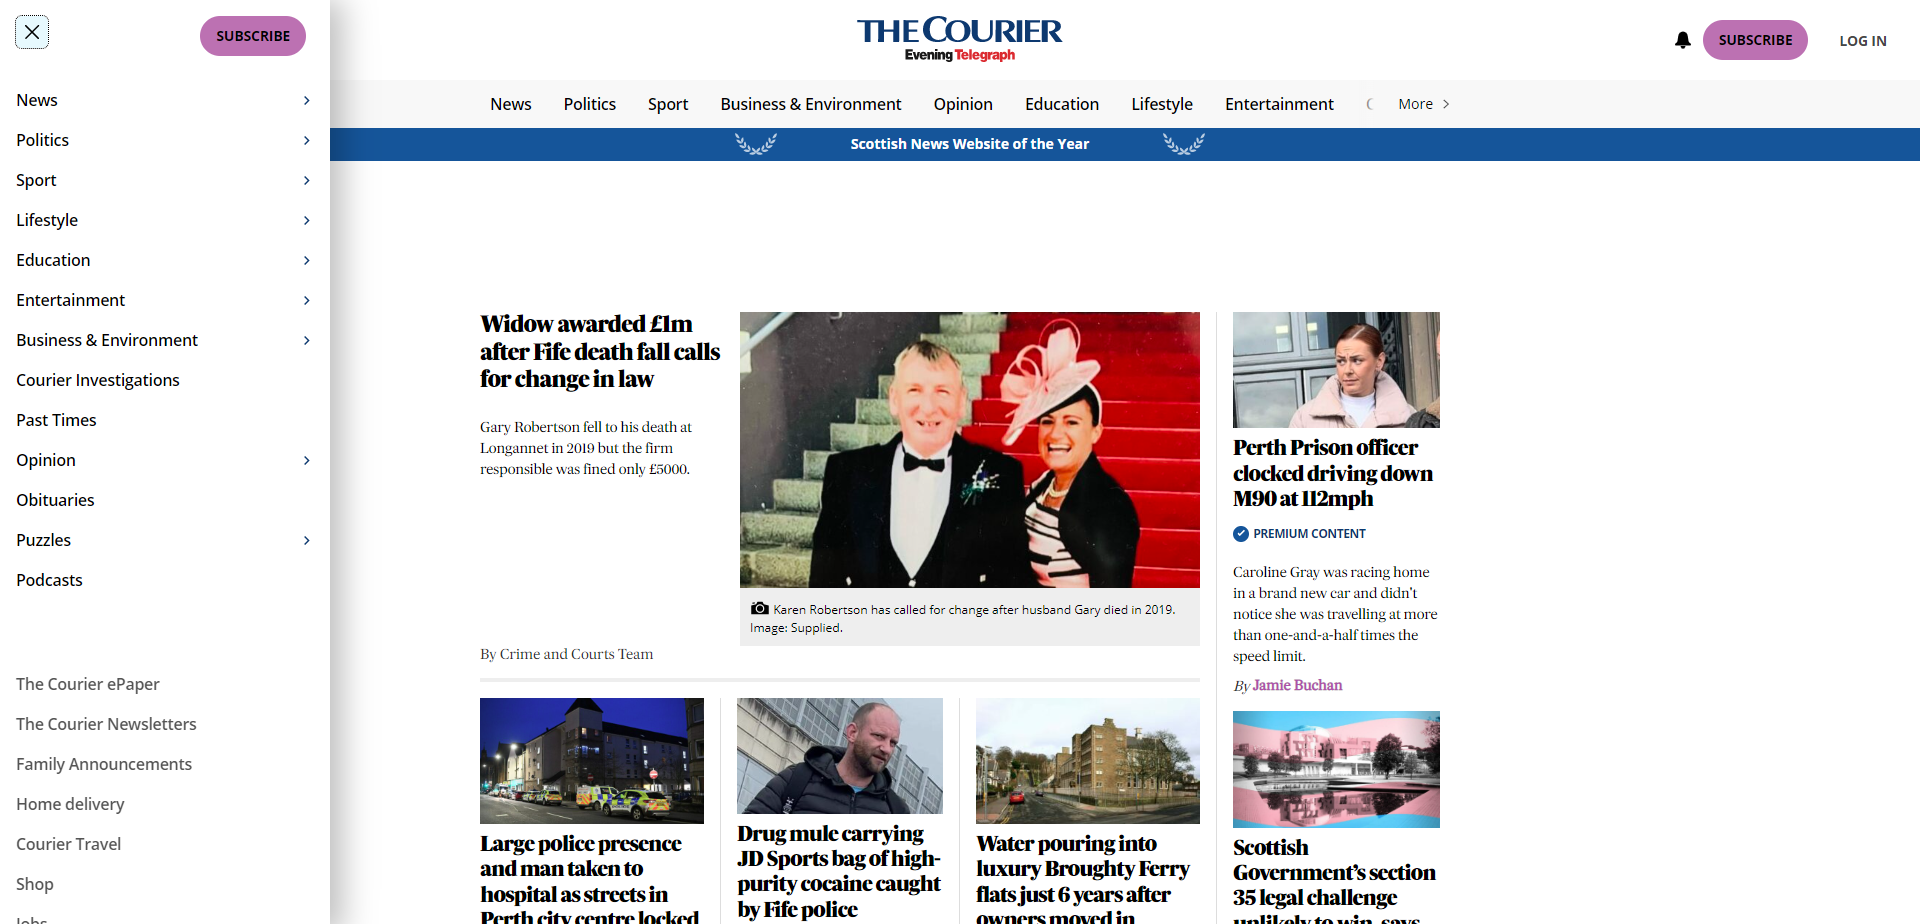 SUBSCRIBE
News
Politics
Sport
Lifestyle
Education
Entertainment
Business & Environment
Courier Investigations
Past Times
Opinion
Obituaries
Puzzles
Podcasts
The Courier ePaper
The Courier Newsletters
Family Announcements
Home delivery
Courier Travel
Shop
Jobs
THE COURIER
Evening Telegraph
SUBSCRIBE
LOG IN
News Politics Sport Business & Environment Opinion Education Lifestyle Entertainment More
Scottish News Website of the Year
Widow awarded £1m
after Fife death fall calls
for change in law
Gary Robertson fell to his death at
Longannet in 2019 but the firm
responsible was fined only £5000.
By Crime and Courts Team
Karen Robertson has called for change after husband Gary died in 2019.
Image: Supplied.
Perth Prison officer
clocked driving down
M90 at 112mph
PREMIUM CONTENT
Caroline Gray was racing home
in a brand new car and didn't
notice she was travelling at more
than one-and-a-half times the
speed limit.
By Jamie Buchan
Large police presence
and man taken to
hospital as streets in
Perth city centre locked
Drug mule carrying
JD Sports bag of high-
purity cocaine caught
by Fife police
Water pouring into
luxury Broughty Ferry
flats just 6 years after
owners moved in
Scottish
Government's section
35 legal challenge
unlikely to win, says